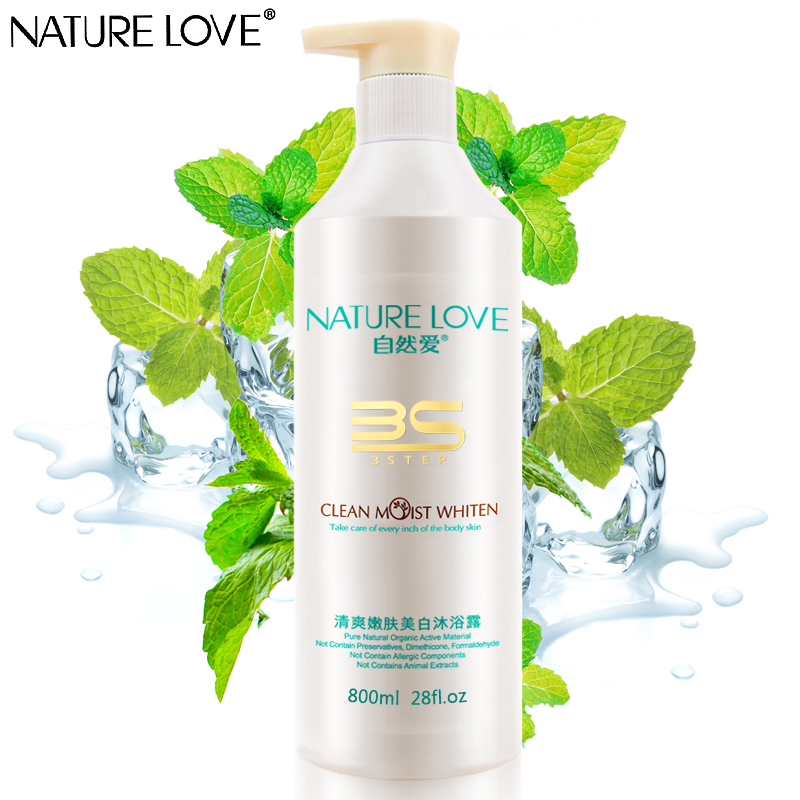 NATURE LOVE®
NATURE LOVE
自然爱®
3S
3STEP
CLEAN MOIST WHITEN
Take care of every inch of the body skin
清爽嫩肤美白沐浴露
Pure Natural Organic Active Material
Not Contain Preservatives, Dimethicone, Formaldehyde
Not Contain Allergic Components
Not Contains Animal Extracts
800ml 28fl.oz